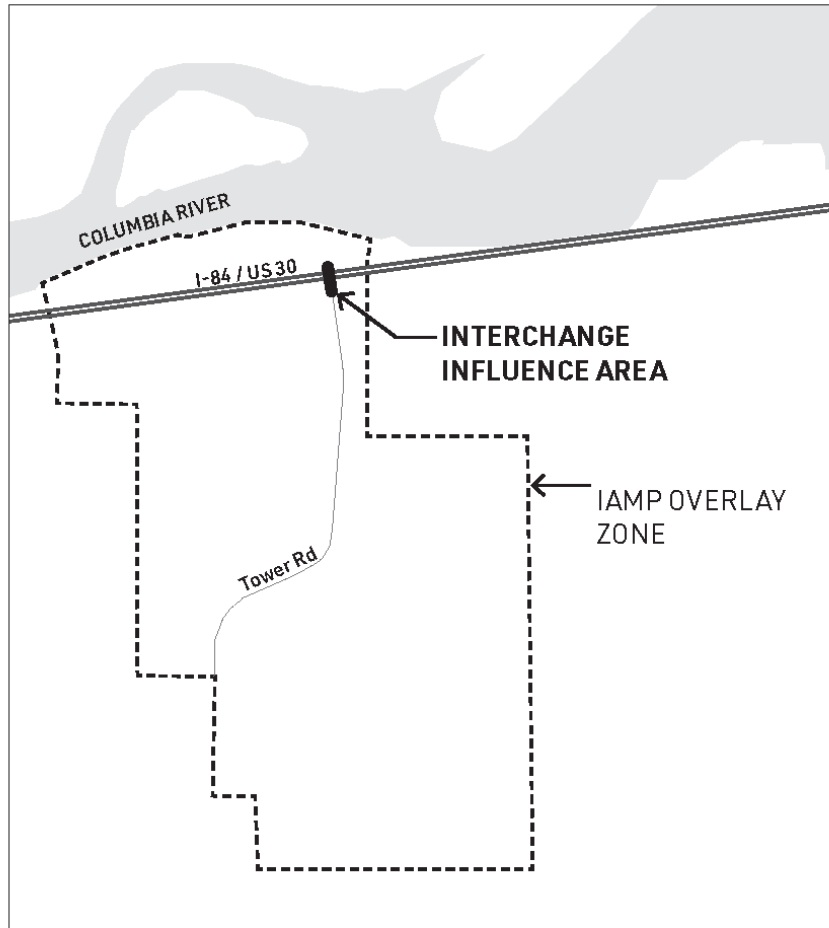 COLUMBIA RIVER
I-84 / US 30
INTERCHANGE
INFLUENCE AREA
IAMP OVERLAY
ZONE
Tower Rd